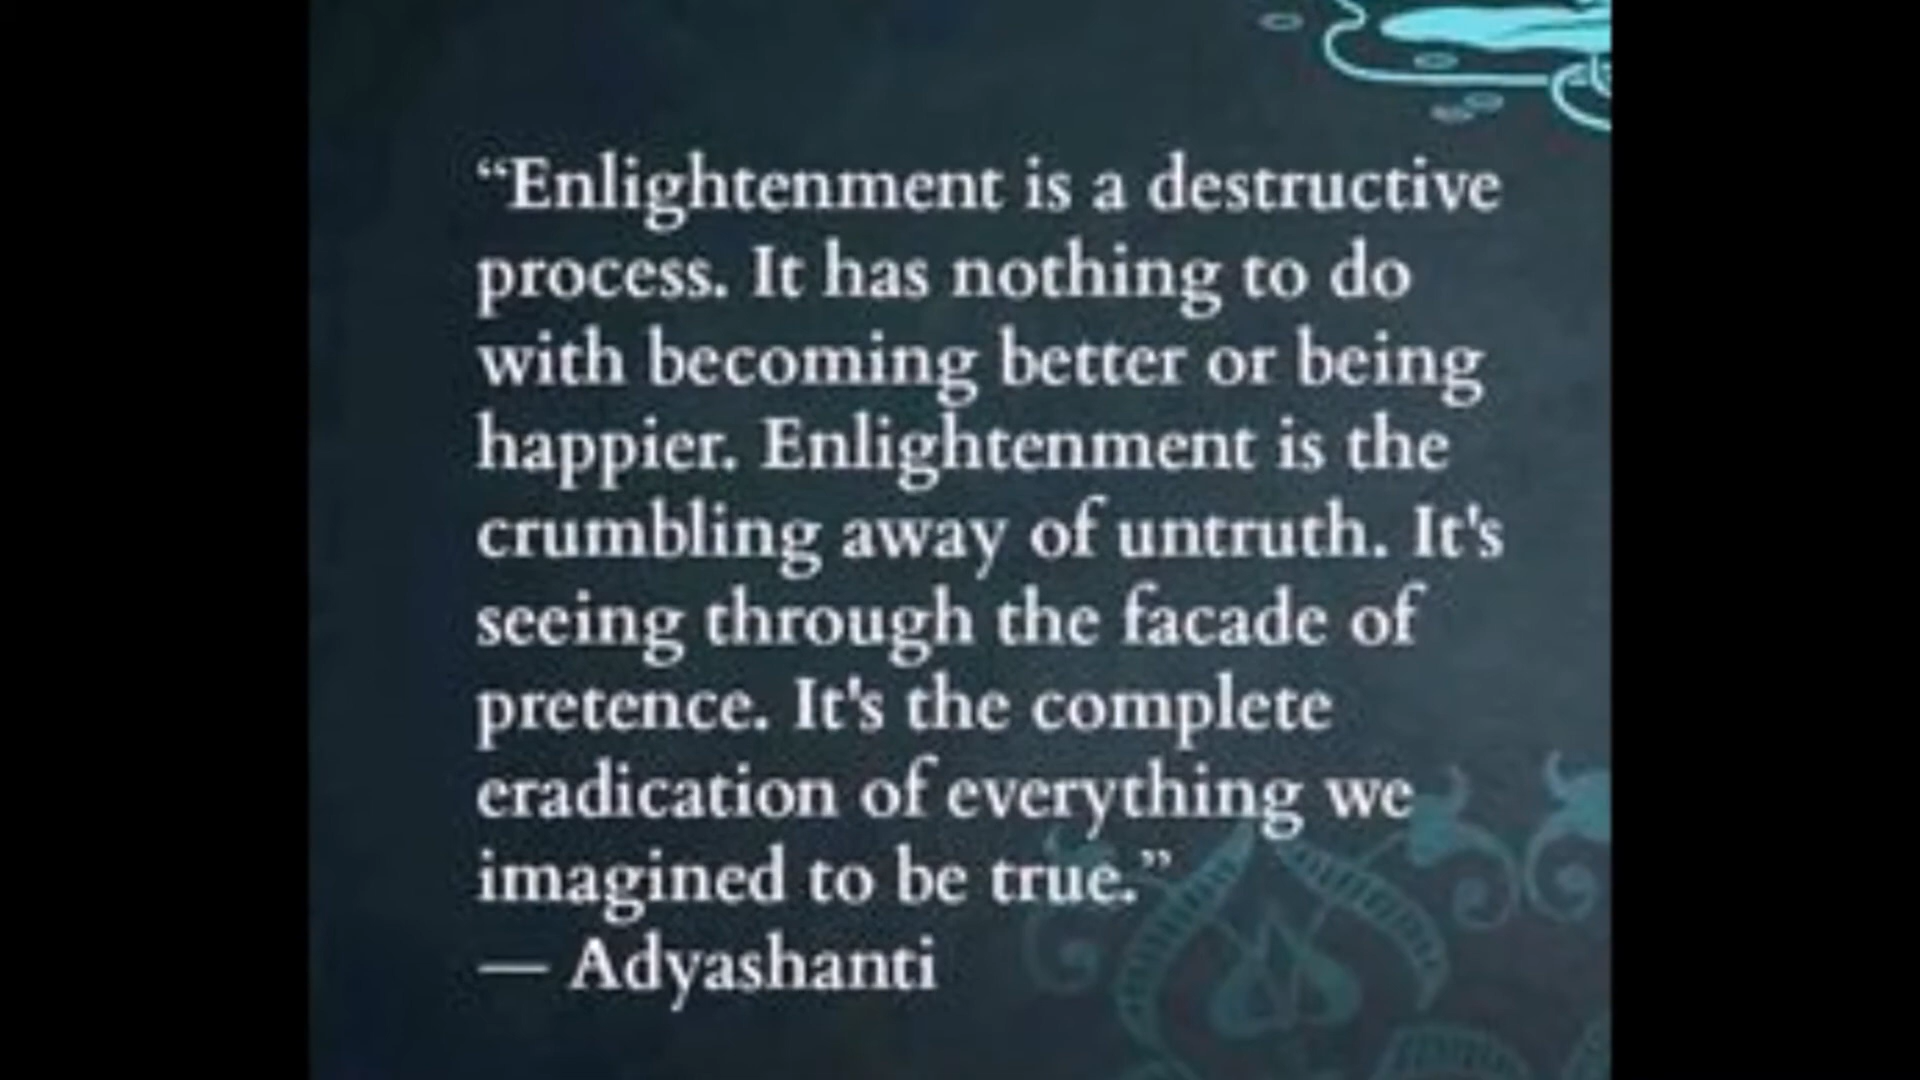 “Enlightenment is a destructive
process. It has nothing to do
with becoming better or being
happier. Enlightenment is the
crumbling away of untruth. It's
seeing through the facade of
pretence. It's the complete
eradication of everything we
imagined to be true.”
— Adyashanti